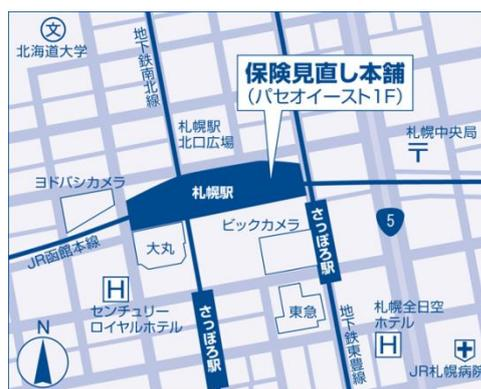 文
北海道大学
地下鉄南北線
保険見直し本舗
(パセオイースト1F)
札幌駅
北口広場
札幌中央局
〒
ヨドバシカメラ
札幌駅
ビックカメラ
さっぽろ駅
5
JR函館本線
大丸
H
センチュリー
ロイヤルホテル
さっぽろ駅
東急
地下鉄東豊線
札幌全日空
ホテル
H
JR札幌病院
N